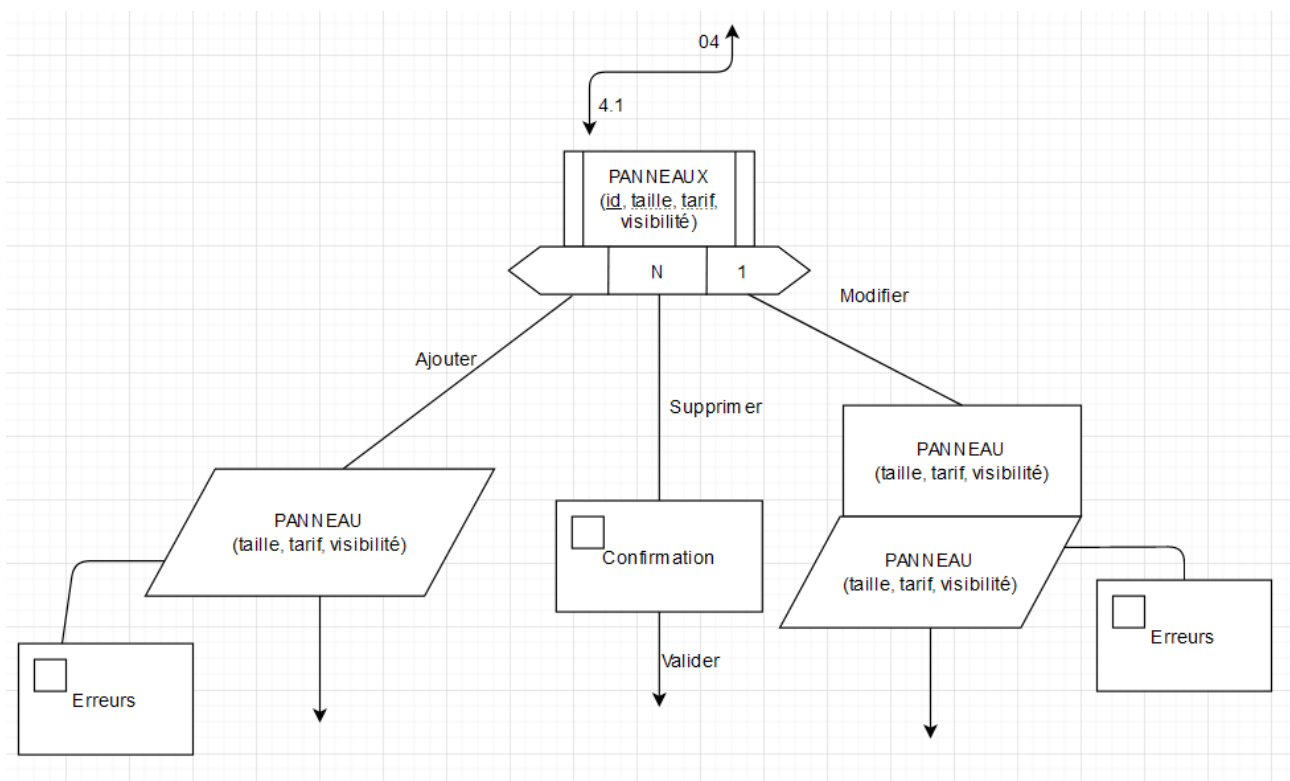 04
4.1
PANNEAUX
(id, taille, tarif,
visibilité)
N
1
Modifier
Ajouter
Supprimer
PANNEAU
(taille, tarif, visibilité)
PANNEAU
(taille, tarif, visibilité)
Confirmation
PANNEAU
(taille, tarif, visibilité)
Erreurs
Valider
Erreurs